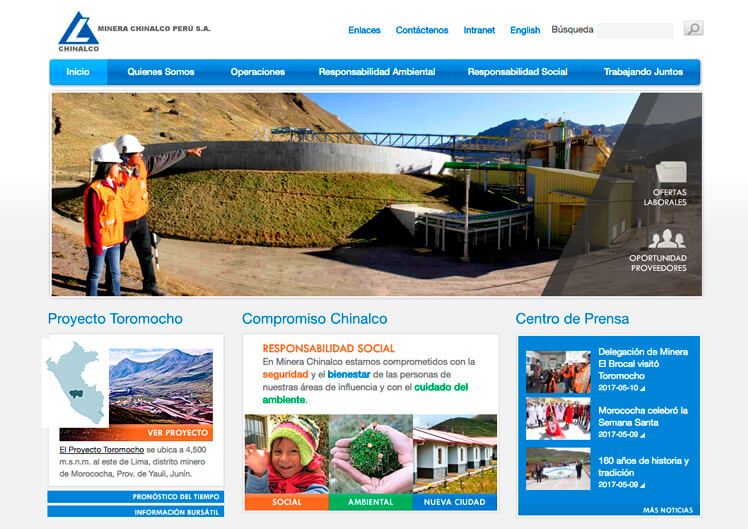 MINERA CHINALCO PERÚ S.A.
CHINALCO
Enlaces Contáctenos Intranet English Búsqueda
Inicio Quienes Somos Operaciones Responsabilidad Ambiental Responsabilidad Social Trabajando Juntos
OFERTAS
LABORALES
OPORTUNIDAD
PROVEEDORES
Proyecto Toromocho
VER PROYECTO
El Proyecto Toromocho se ubica a 4,500
m.s.n.m. al este de Lima, distrito minero
de Morococha, Prov. de Yauli, Junín.
PRONÓSTICO DEL TIEMPO
INFORMACIÓN BURSÁTIL
Compromiso Chinalco
RESPONSABILIDAD SOCIAL
En Minera Chinalco estamos comprometidos con la
seguridad y el bienestar de las personas de
nuestras áreas de influencia y con el cuidado del
ambiente.
SOCIAL AMBIENTAL NUEVA CIUDAD
Centro de Prensa
Delegación de Minera
El Brocal visitó
Toromocho
2017-05-10
Morococha celebró la
Semana Santa
2017-05-09
160 años de historia y
tradición
2017-05-09
MÁS NOTICIAS